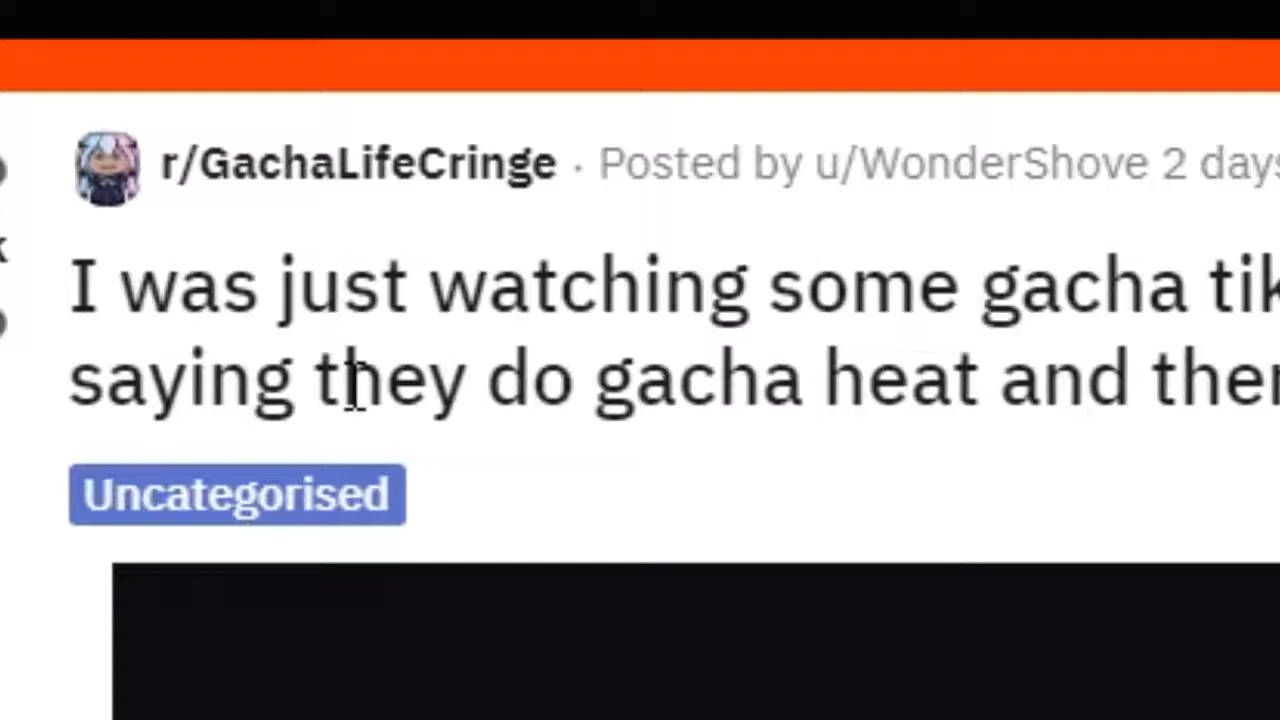 r/GachaLifeCringe · Posted by u/WonderShove 2 days
I was just watching some gacha tik
saying they do gacha heat and then
Uncategorised